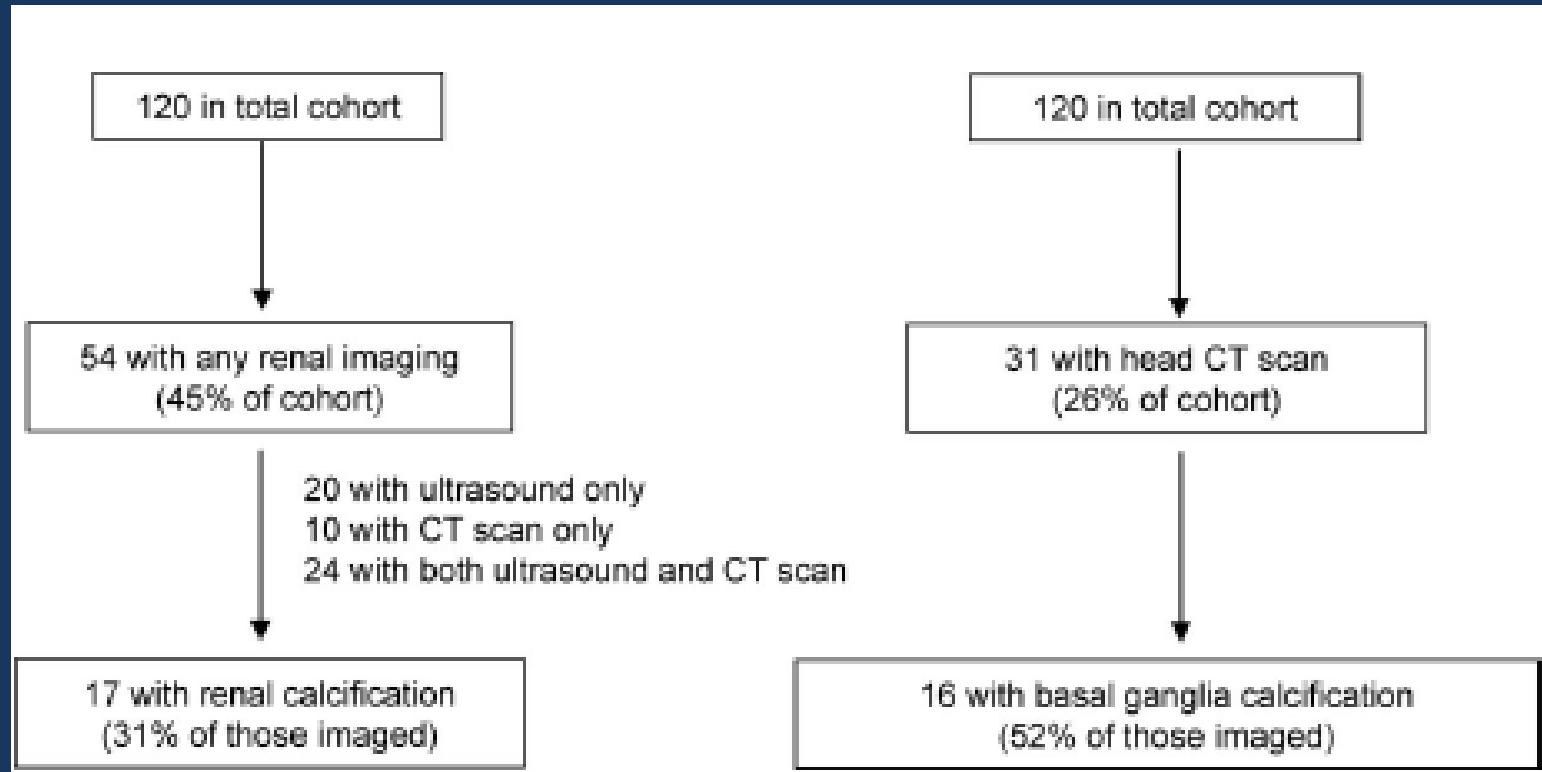 120 in total cohort
54 with any renal imaging
(45% of cohort)
20 with ultrasound only
10 with CT scan only
24 with both ultrasound and CT scan
17 with renal calcification
(31% of those imaged)
120 in total cohort
31 with head CT scan
(26% of cohort)
16 with basal ganglia calcification
(52% of those imaged)